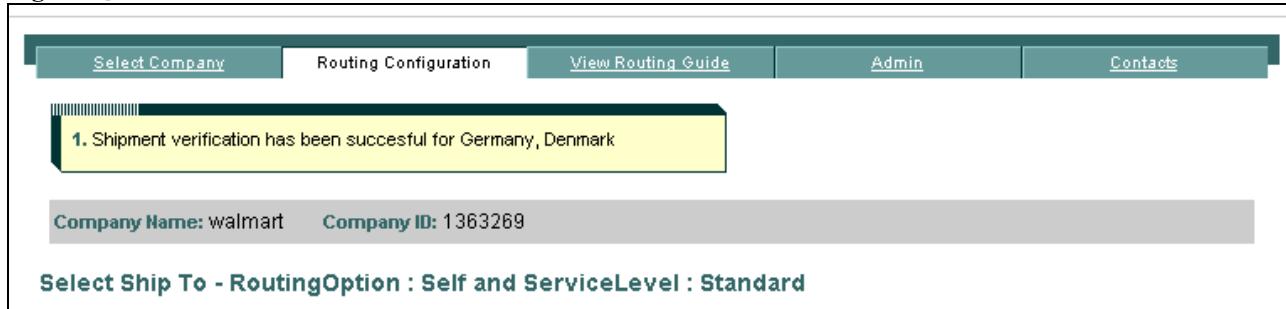 Select Company Routing Configuration View Routing Guide Admin Contacts
1. Shipment verification has been succesful for Germany, Denmark
Company Name: walmart Company ID: 1363269
Select Ship To - RoutingOption : Self and ServiceLevel : Standard